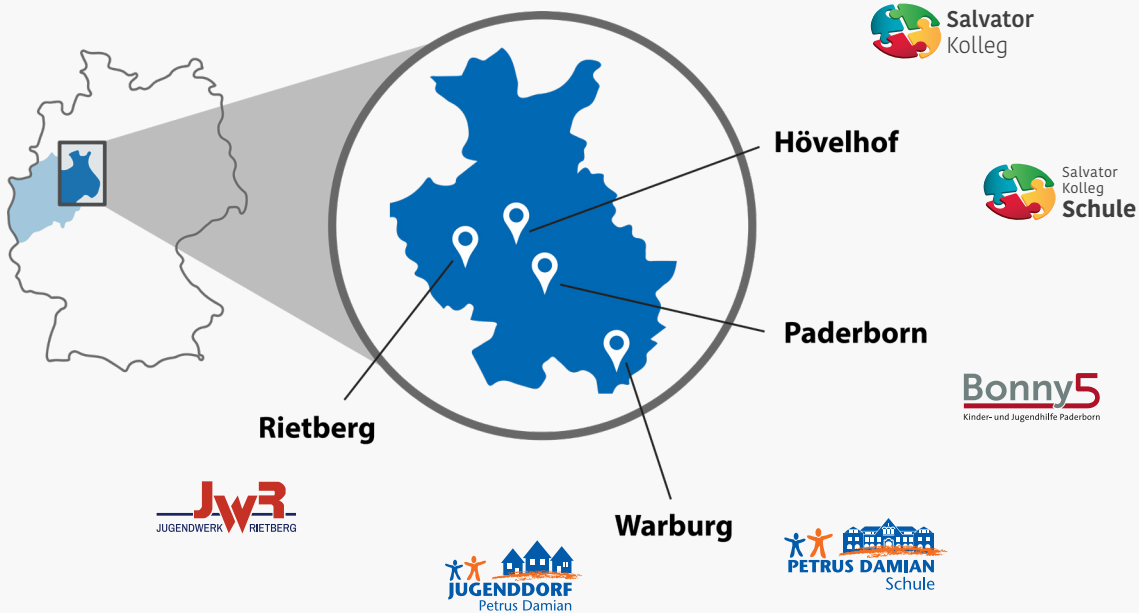 Salvator
Kolleg
Hövelhof
Salvator
Kolleg
Schule
Paderborn
Bonny5
Kinder- und Jugendhilfe Paderborn
Rietberg
JWR
JUGENDWERK RIETBERG
Warburg
JUGENDDORF
Petrus Damian
PETRUS DAMIAN
Schule